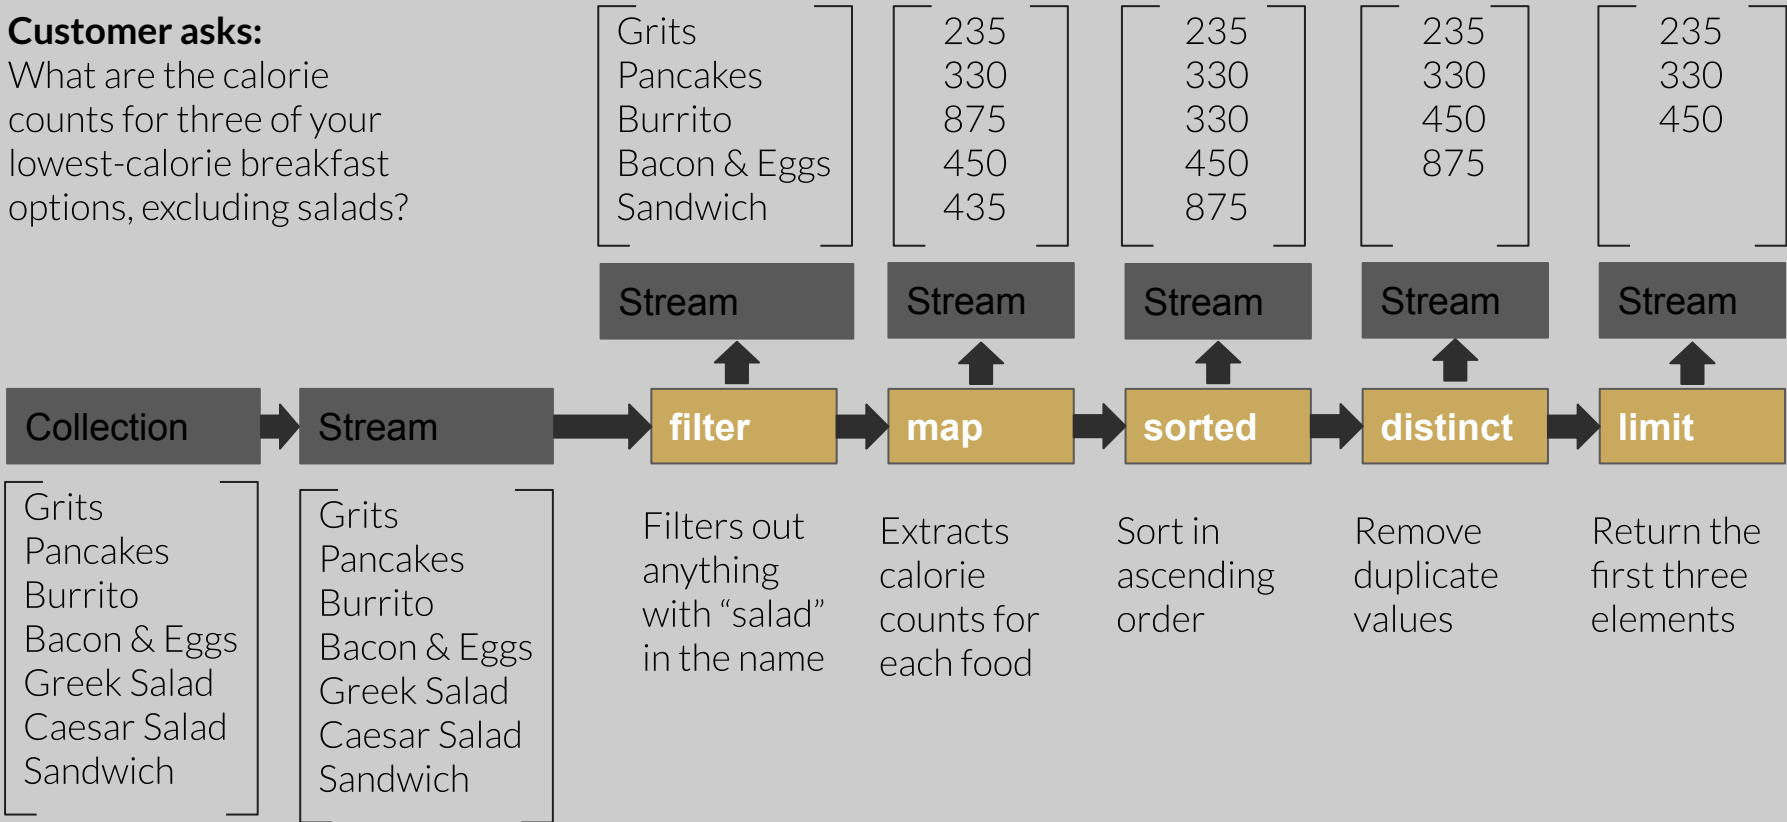 Customer asks:
What are the calorie
counts for three of your
lowest-calorie breakfast
options, excluding salads?
Grits
Pancakes
Burrito
Bacon & Eggs
Sandwich
235
330
875
450
435
235
330
330
450
875
235
330
450
875
235
330
450
Stream
Stream
Stream
Stream
Stream
Collection
Stream
filter
map
sorted
distinct
limit
Grits
Pancakes
Burrito
Bacon & Eggs
Greek Salad
Caesar Salad
Sandwich
Grits
Pancakes
Burrito
Bacon & Eggs
Greek Salad
Caesar Salad
Sandwich
Filters out
anything
with “salad”
in the name
Extracts
calorie
counts for
each food
Sort in
ascending
order
Remove
duplicate
values
Return the
first three
elements